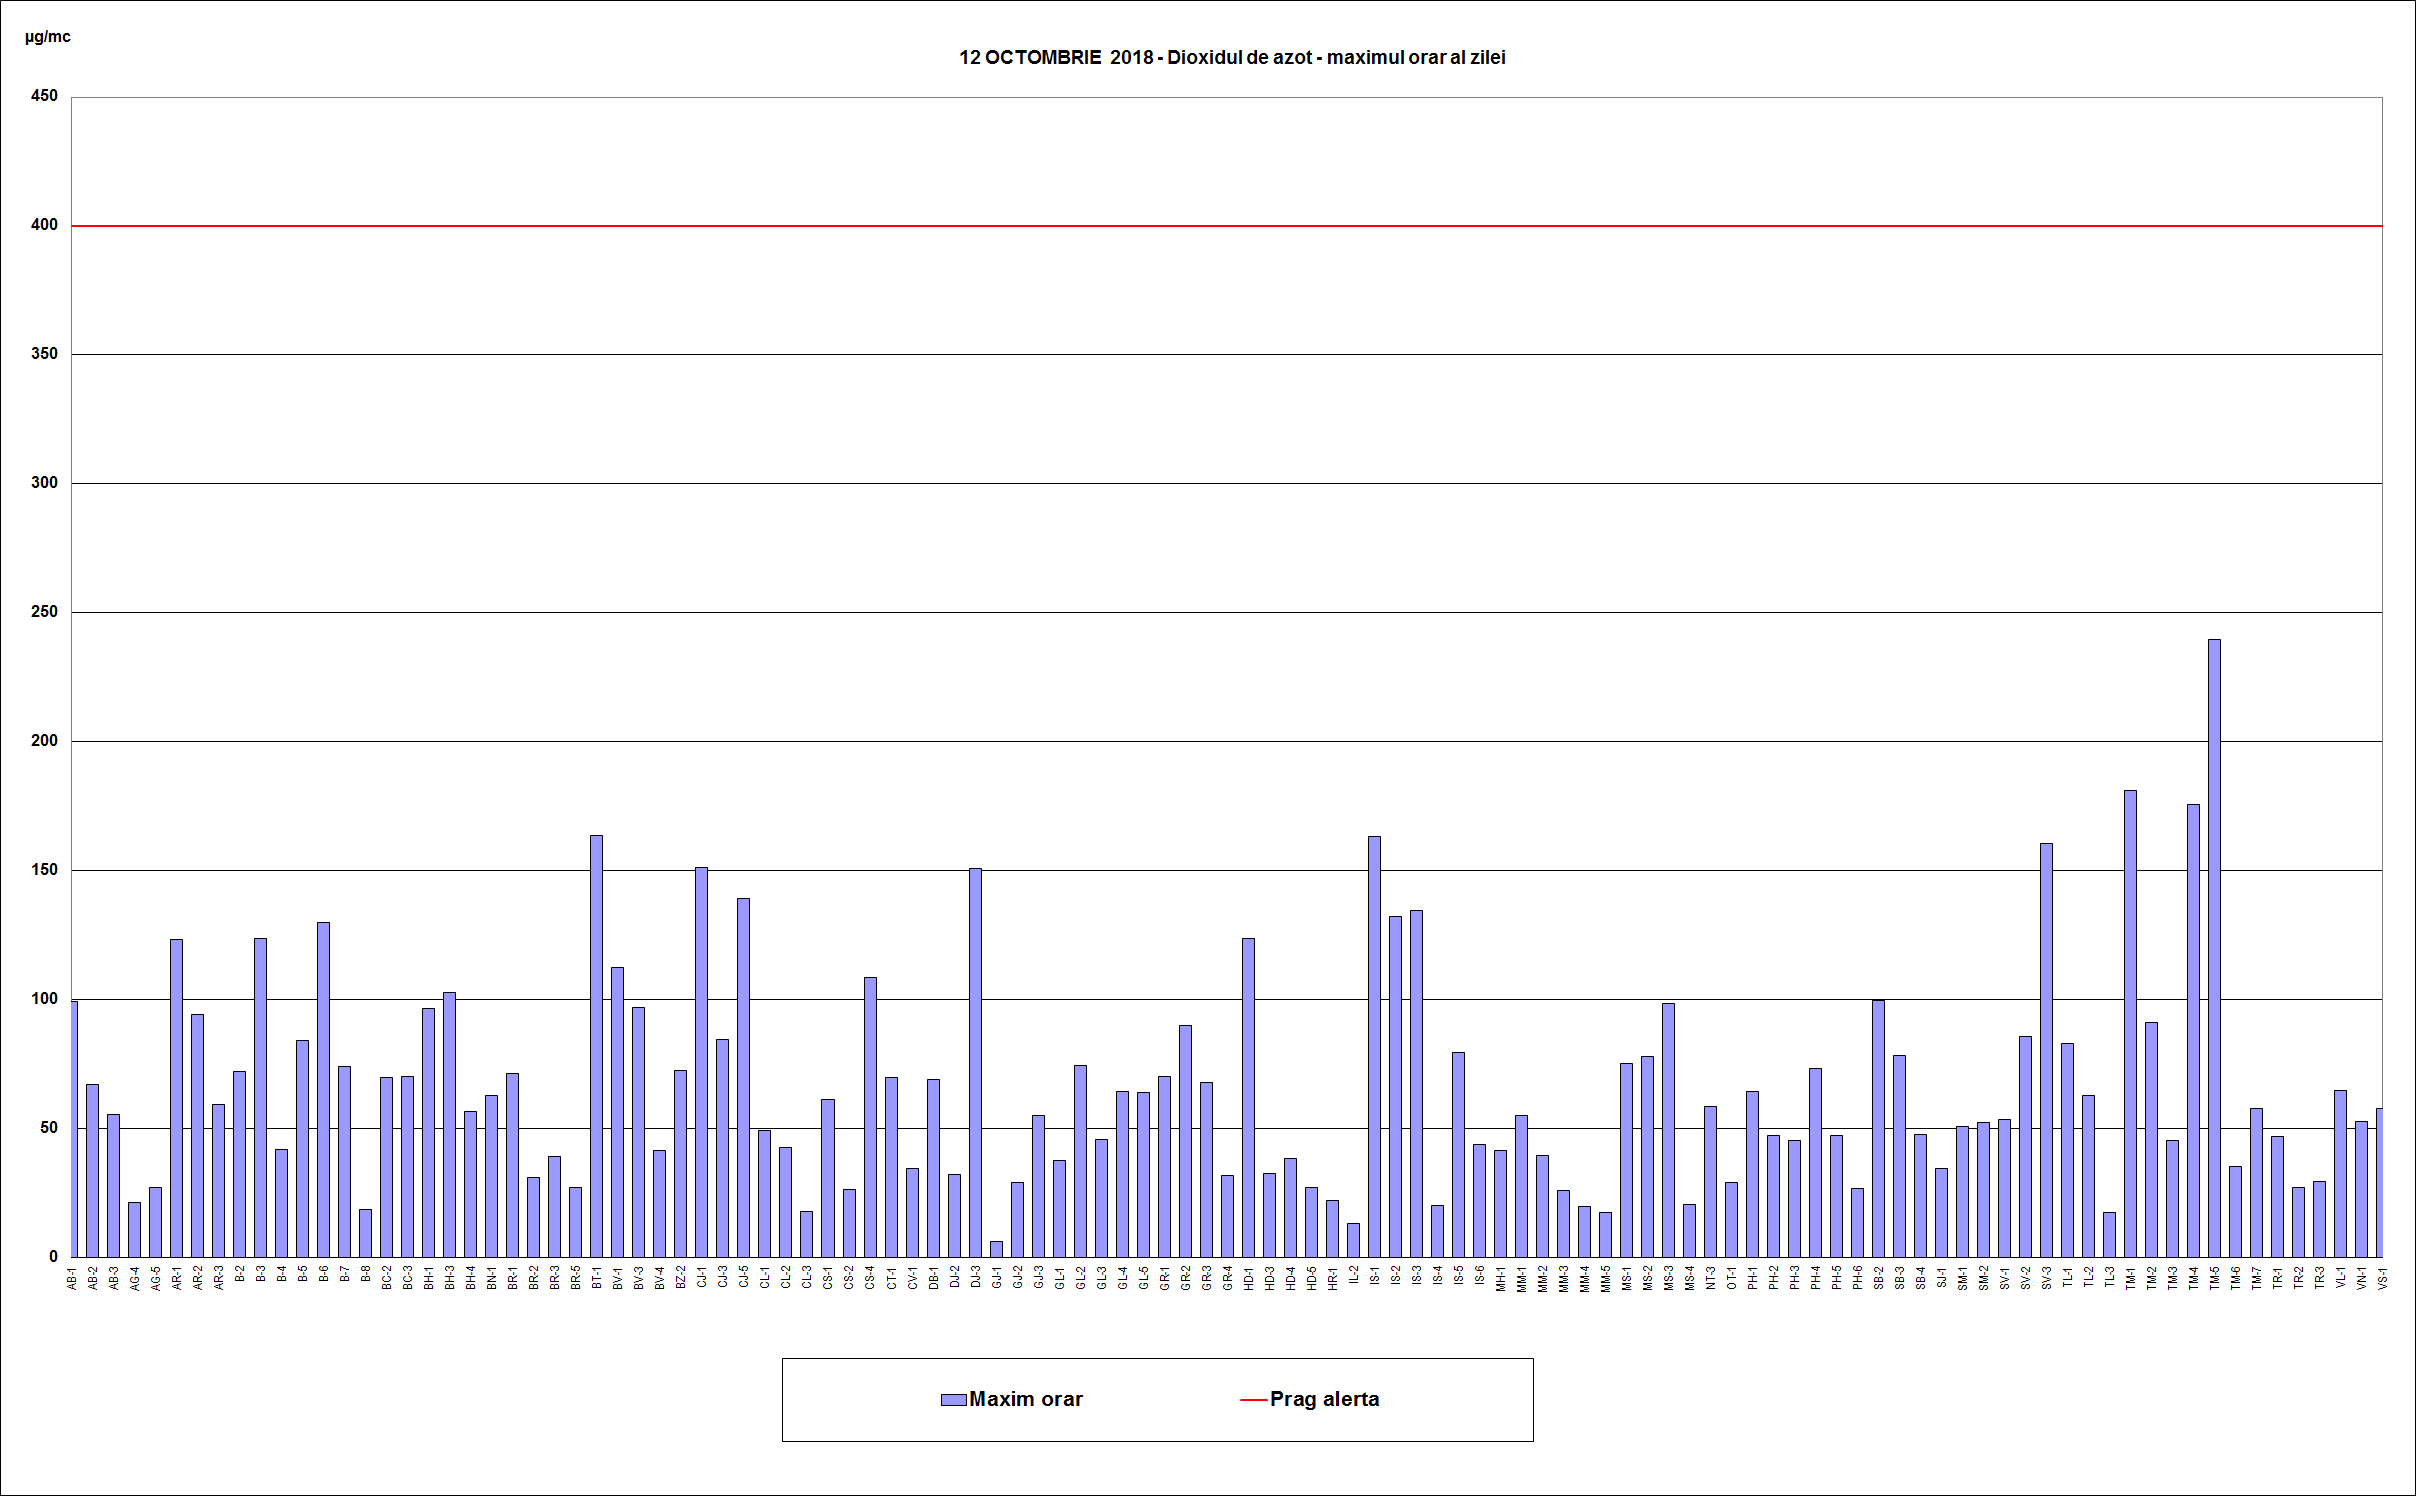 µg/mc
12 OCTOMBRIE 2018 - Dioxidul de azot - maximul orar al zilei
450
400
350
300
250
200
150
100
50
0
AB-1 AB-2 AB-3 AG-4 AG-5 AR-1 AR-2 AR-3 B-2 B-3 B-4 B-5 B-6 B-7 B-8 BC-2 BC-3 BH-1 BH-3 BH-4 BN-1 BR-1 BR-2 BR-3 BR-5 BT-1 BV-1 BV-3 BV-4 BZ-2 CJ-1 CJ-3 CJ-5 CL-1 CL-2 CL-3 CS-1 CS-2 CS-4 CT-1 CV-1 DB-1 DJ-2 DJ-3 GJ-1 GJ-2 GJ-3 GL-1 GL-2 GL-3 GL-4 GL-5 GR-1 GR-2 GR-3 GR-4 HD-1 HD-3 HD-4 HD-5 HR-1 IL-2 IS-1 IS-2 IS-3 IS-4 IS-5 IS-6 MH-1 MM-1 MM-2 MM-3 MM-4 MM-5 MS-1 MS-2 MS-3 MS-4 NT-3 OT-1 PH-1 PH-2 PH-3 PH-4 PH-5 PH-6 SB-2 SB-3 SB-4 SJ-1 SM-1 SM-2 SV-1 SV-2 SV-3 TL-1 TL-2 TL-3 TM-1 TM-2 TM-3 TM-4 TM-5 TM-6 TM-7 TR-1 TR-2 TR-3 VL-1 VN-1 VS-1
Maxim orar Prag alerta